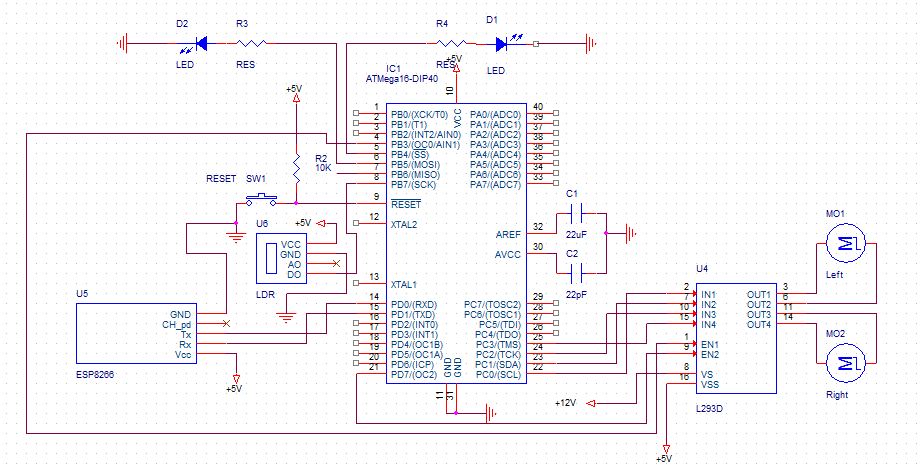 D2
R3
R4
D1
LED
RES
RES
+5V
LED
IC1
ATMega16-DIP40
+5V
10
VCC
1 PB0/(XCK/T0) PA0/(ADC0) 40
2 PB1/(T1) PA1/(ADC1) 39
3 PB2/(INT2/AIN0) PA2/(ADC2) 38
4 PB3/(OC0/AIN1) PA3/(ADC3) 37
5 PB4/(SS) PA4/(ADC4) 36
6 PB5/(MOSI) PA5/(ADC5) 35
7 PB6/(MISO) PA6/(ADC6) 34
8 PB7/(SCK) PA7/(ADC7) 33
R2
10K
RESET SW1
9 RESET
C1
22uF
U6
+5V
12 XTAL2
AREF 32
MO1
Left
VCC
GND
AO
DO
LDR
AVCC 30
C2
22pF
U4
13 XTAL1
U5
GND
CH_pd
Tx
Rx
Vcc
ESP8266
+5V
14 PD0/(RXD) PC7/(TOSC2) 29
15 PD1/(TXD) PC6/(TOSC1) 28
16 PD2/(INT0) PC5/(TDI) 27
17 PD3/(INT1) PC4/(TDO) 26
18 PD4/(OC1B) PC3/(TMS) 25
19 PD5/(OC1A) PC2/(TCK) 24
20 PD6/(ICP) PC1/(SDA) 23
21 PD7/(OC2) PC0/(SCL) 22
GND
GND
11
31
2 IN1 OUT1 3
7 IN2 OUT2 6
10 IN3 OUT3 11
15 IN4 OUT4 14
1 EN1
9 EN2
8 VS
16 VSS
L293D
MO2
Right
+12V
+5V